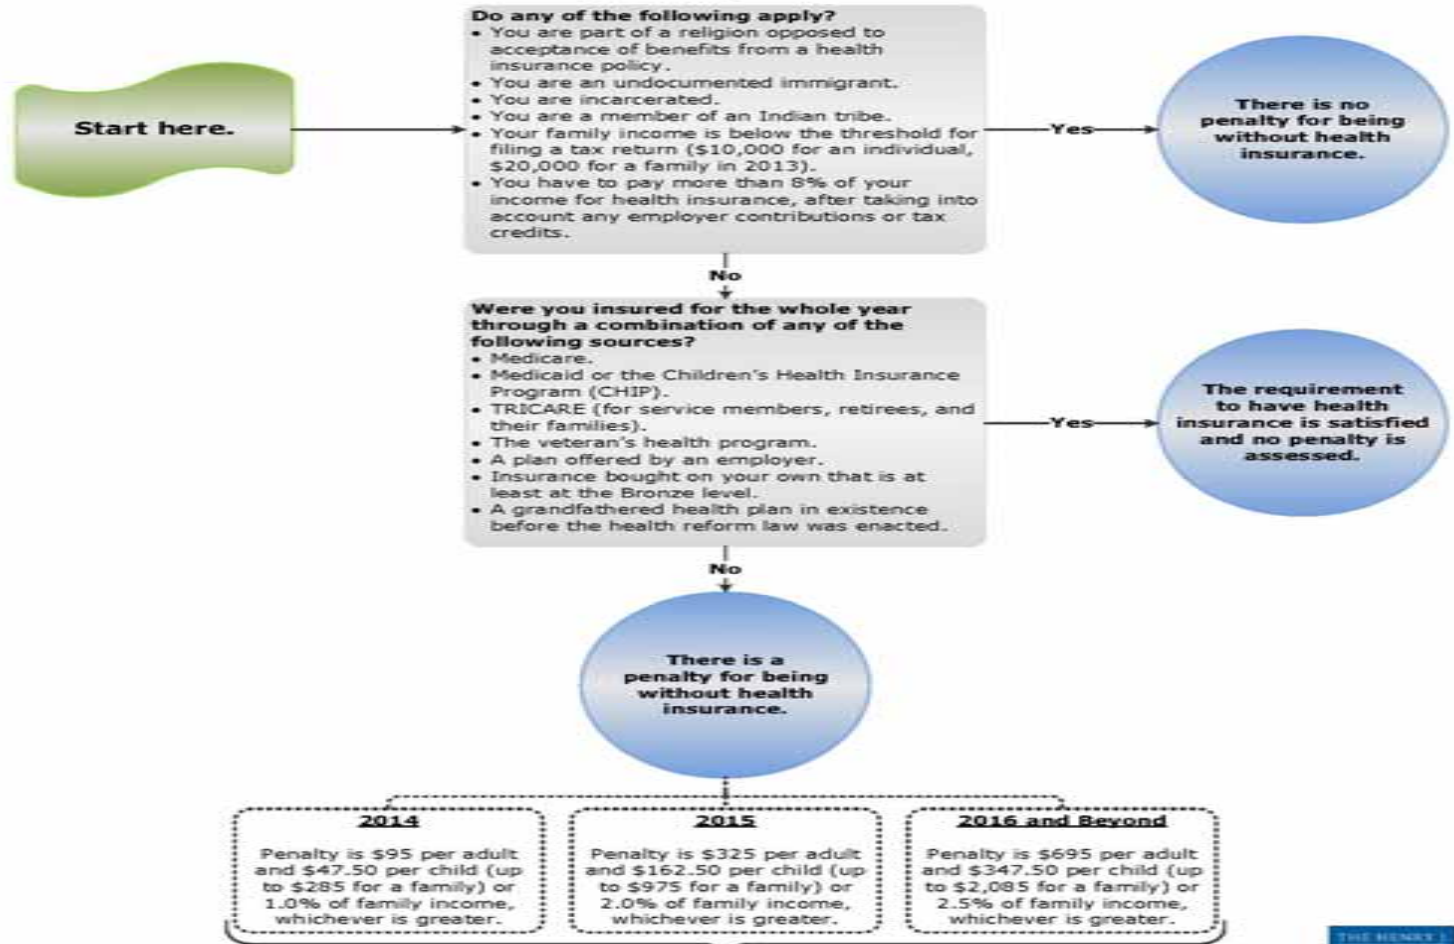 Do any of the following apply?
• You are part of a religion opposed to
acceptance of benefits from a health
insurance policy.
• You are an undocumented immigrant.
• You are incarcerated.
• You are a member of an Indian tribe.
• Your family income is below the threshold for
filing a tax return ($10,000 for an individual,
$20,000 for a family in 2013).
• You have to pay more than 8% of your
income for health insurance, after taking into
account any employer contributions or tax
credits.
Start here.
Yes
There is no
penalty for being
without health
insurance.
No
Were you insured for the whole year
through a combination of any of the
following sources?
• Medicare.
• Medicaid or the Children's Health Insurance
Program (CHIP).
• TRICARE (for service members, retirees, and
their families).
• The veteran's health program.
• A plan offered by an employer.
• Insurance bought on your own that is at
least at the Bronze level.
• A grandfathered health plan in existence
before the health reform law was enacted.
Yes
The requirement
to have health
insurance is satisfied
and no penalty is
assessed.
No
There is a
penalty for being
without health
insurance.
2014
Penalty is $95 per adult
and $47.50 per child (up
to $285 for a family) or
1.0% of family income,
whichever is greater.
2015
Penalty is $325 per adult
and $162.50 per child (up
to $975 for a family) or
2.0% of family income,
whichever is greater.
2016 and Beyond
Penalty is $695 per adult
and $347.50 per child (up
to $2,085 for a family) or
2.5% of family income,
whichever is greater.
THE HENRY